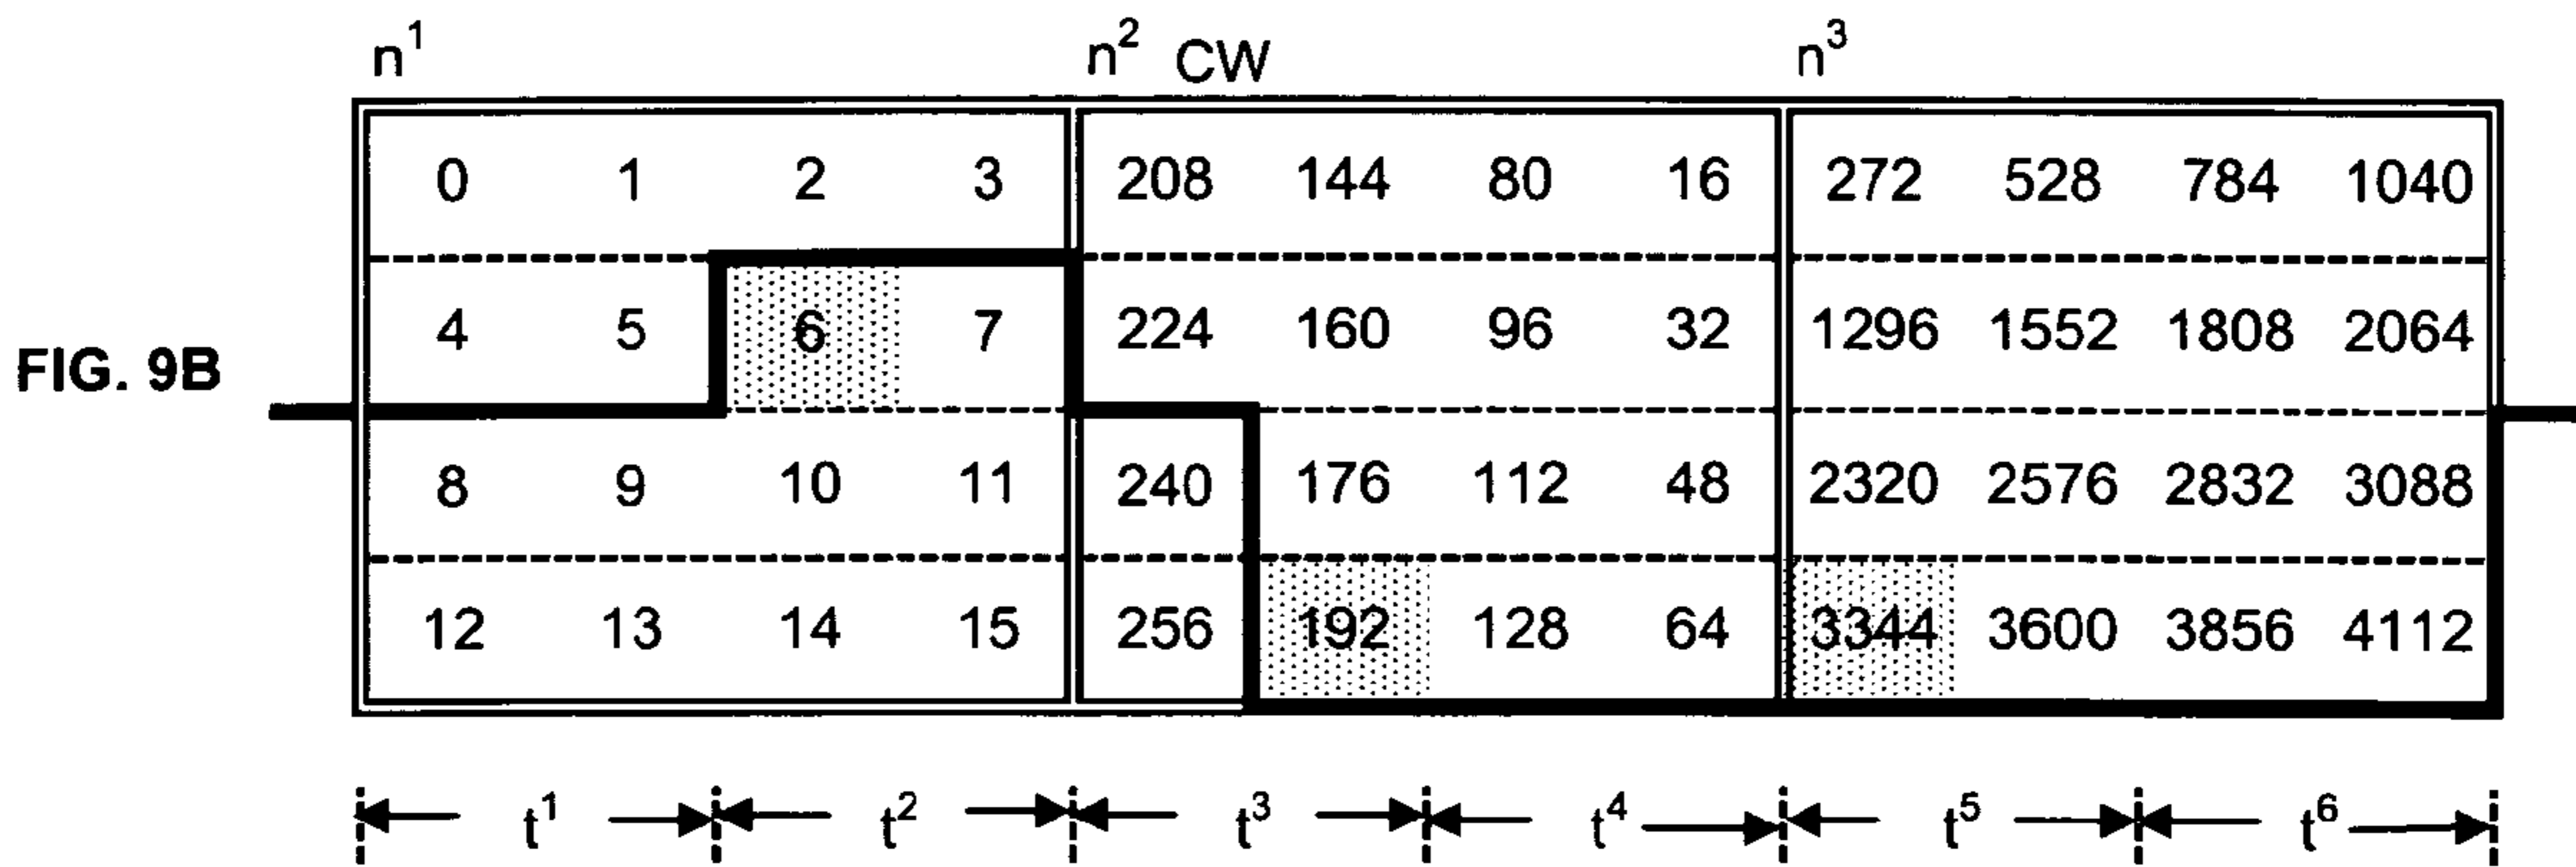 n¹ n² CW n³
0 1 2 3 208 144 80 16 272 528 784 1040
4 5 6 7 224 160 96 32 1296 1552 1808 2064
FIG. 9B
8 9 10 11 240 176 112 48 2320 2576 2832 3088
12 13 14 15 256 192 128 64 3344 3600 3856 4112
t¹ t² t³ t⁴ t⁵ t⁶